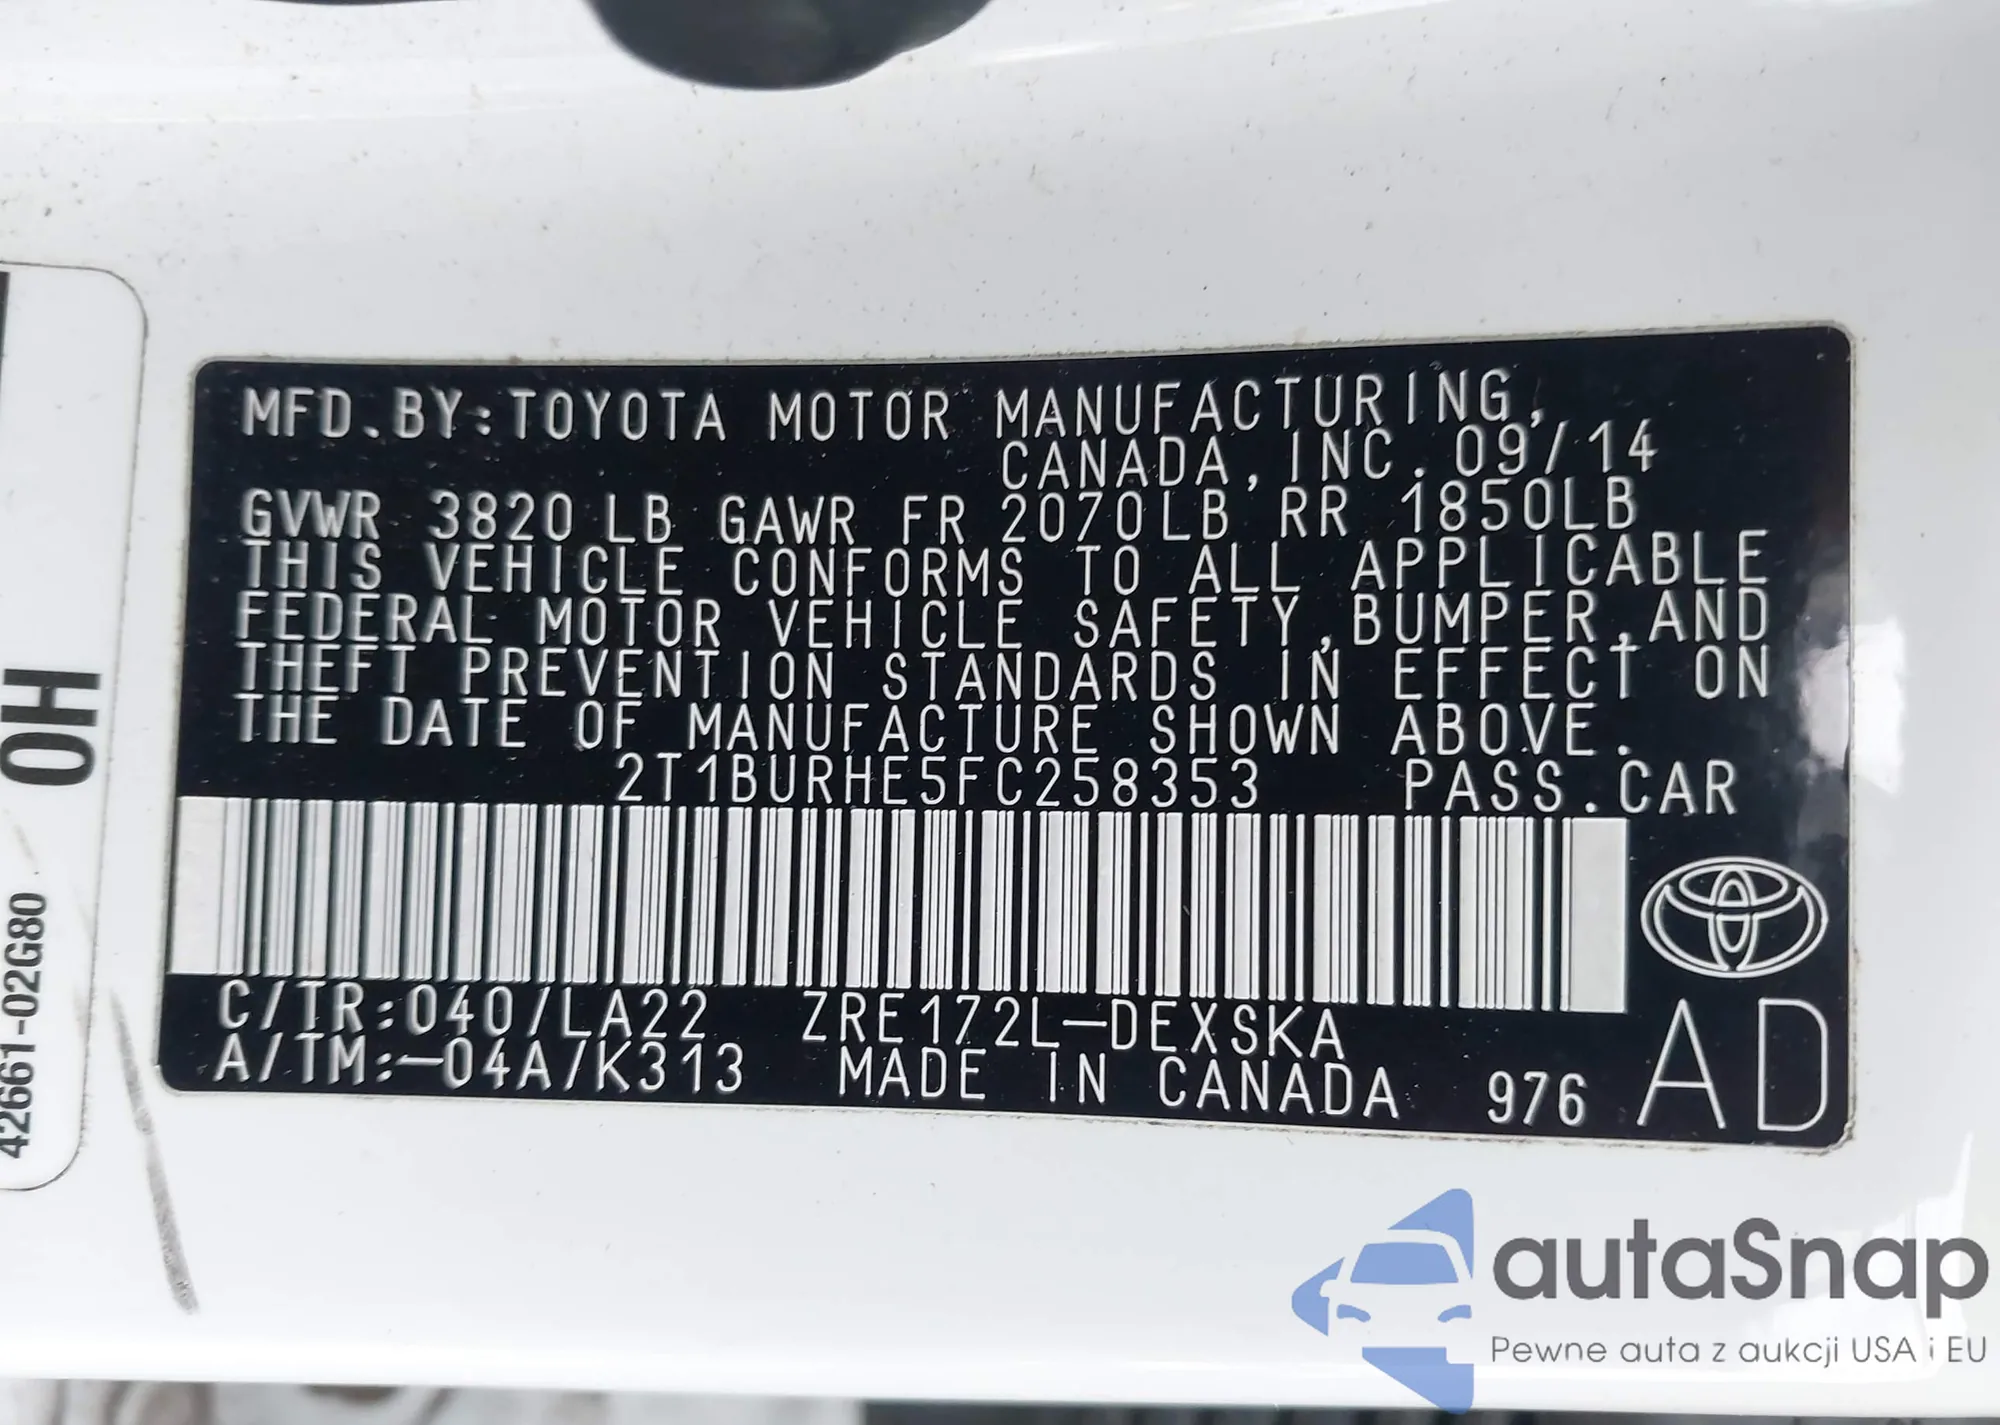 MFD.BY:TOYOTA MOTOR MANUFACTURING,
CANADA,INC. 09/14
GVWR 3820LB GAWR FR 2070LB RR 1850LB
THIS VEHICLE CONFORMS TO ALL APPLICABLE
FEDERAL MOTOR VEHICLE SAFETY,BUMPER,AND
THEFT PREVENTION STANDARDS IN EFFECT ON
THE DATE OF MANUFACTURE SHOWN ABOVE.
2T1BURHE5FC258353 PASS.CAR
C/TR:040/LA22 ZRE172L-DEXSKA
A/TM:-04A/K313 MADE IN CANADA 976 AD
0H
42661-02G80
autaSnap
Pewne auta z aukcji USA i EU